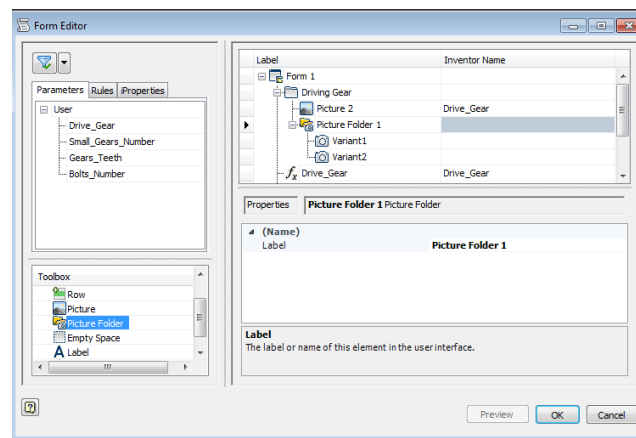 Form Editor
Parameters Rules iProperties
User
Drive_Gear
Small_Gears_Number
Gears_Teeth
Bolts_Number
Toolbox
Row
Picture
Picture Folder
Empty Space
A Label
Label Inventor Name
Form 1
Driving Gear
Picture 2 Drive_Gear
Picture Folder 1
Variant1
Variant2
fx Drive_Gear Drive_Gear
Properties Picture Folder 1 Picture Folder
(Name)
Label Picture Folder 1
Label
The label or name of this element in the user interface.
Preview OK Cancel